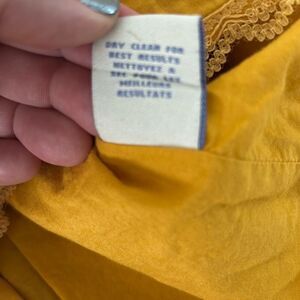 DRY CLEAN FOR
BEST RESULTS
NETTOYEZ A
SEC POUR LES
MEILLEURS
RESULTATS